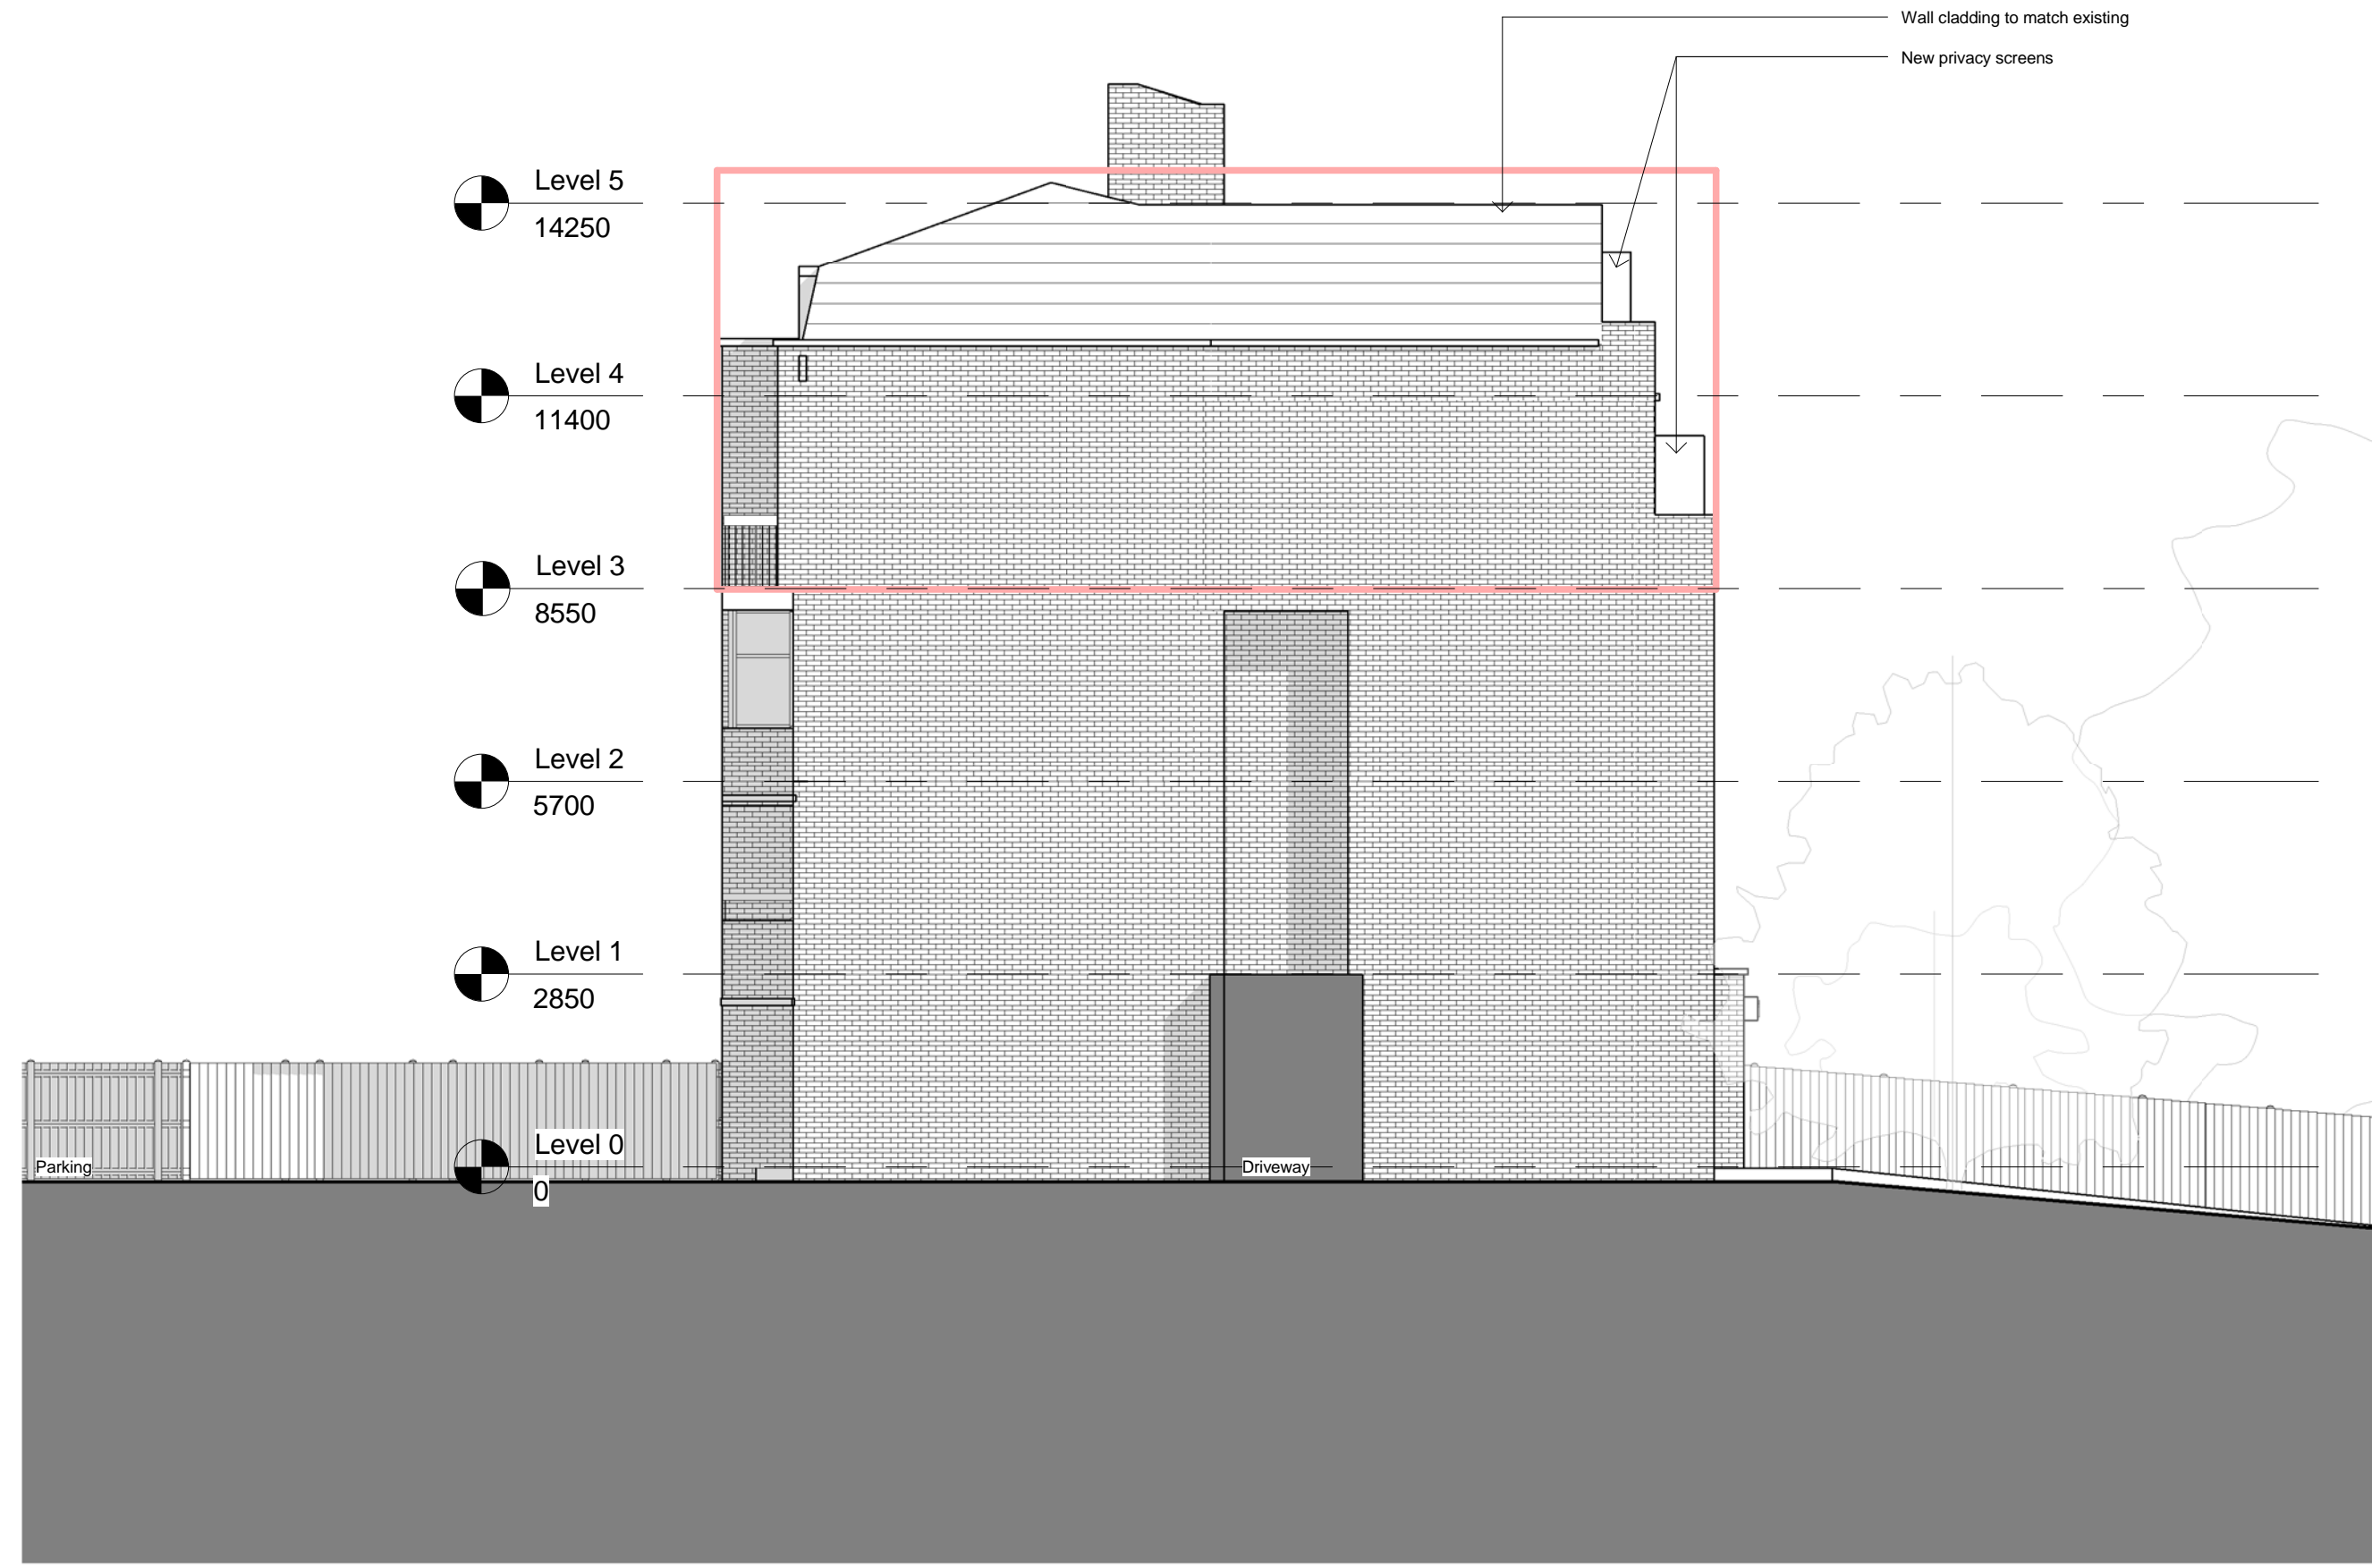 Wall cladding to match existing
New privacy screens
Level 5
14250
Level 4
11400
Level 3
8550
Level 2
5700
Level 1
2850
Level 0
0
Parking
Driveway